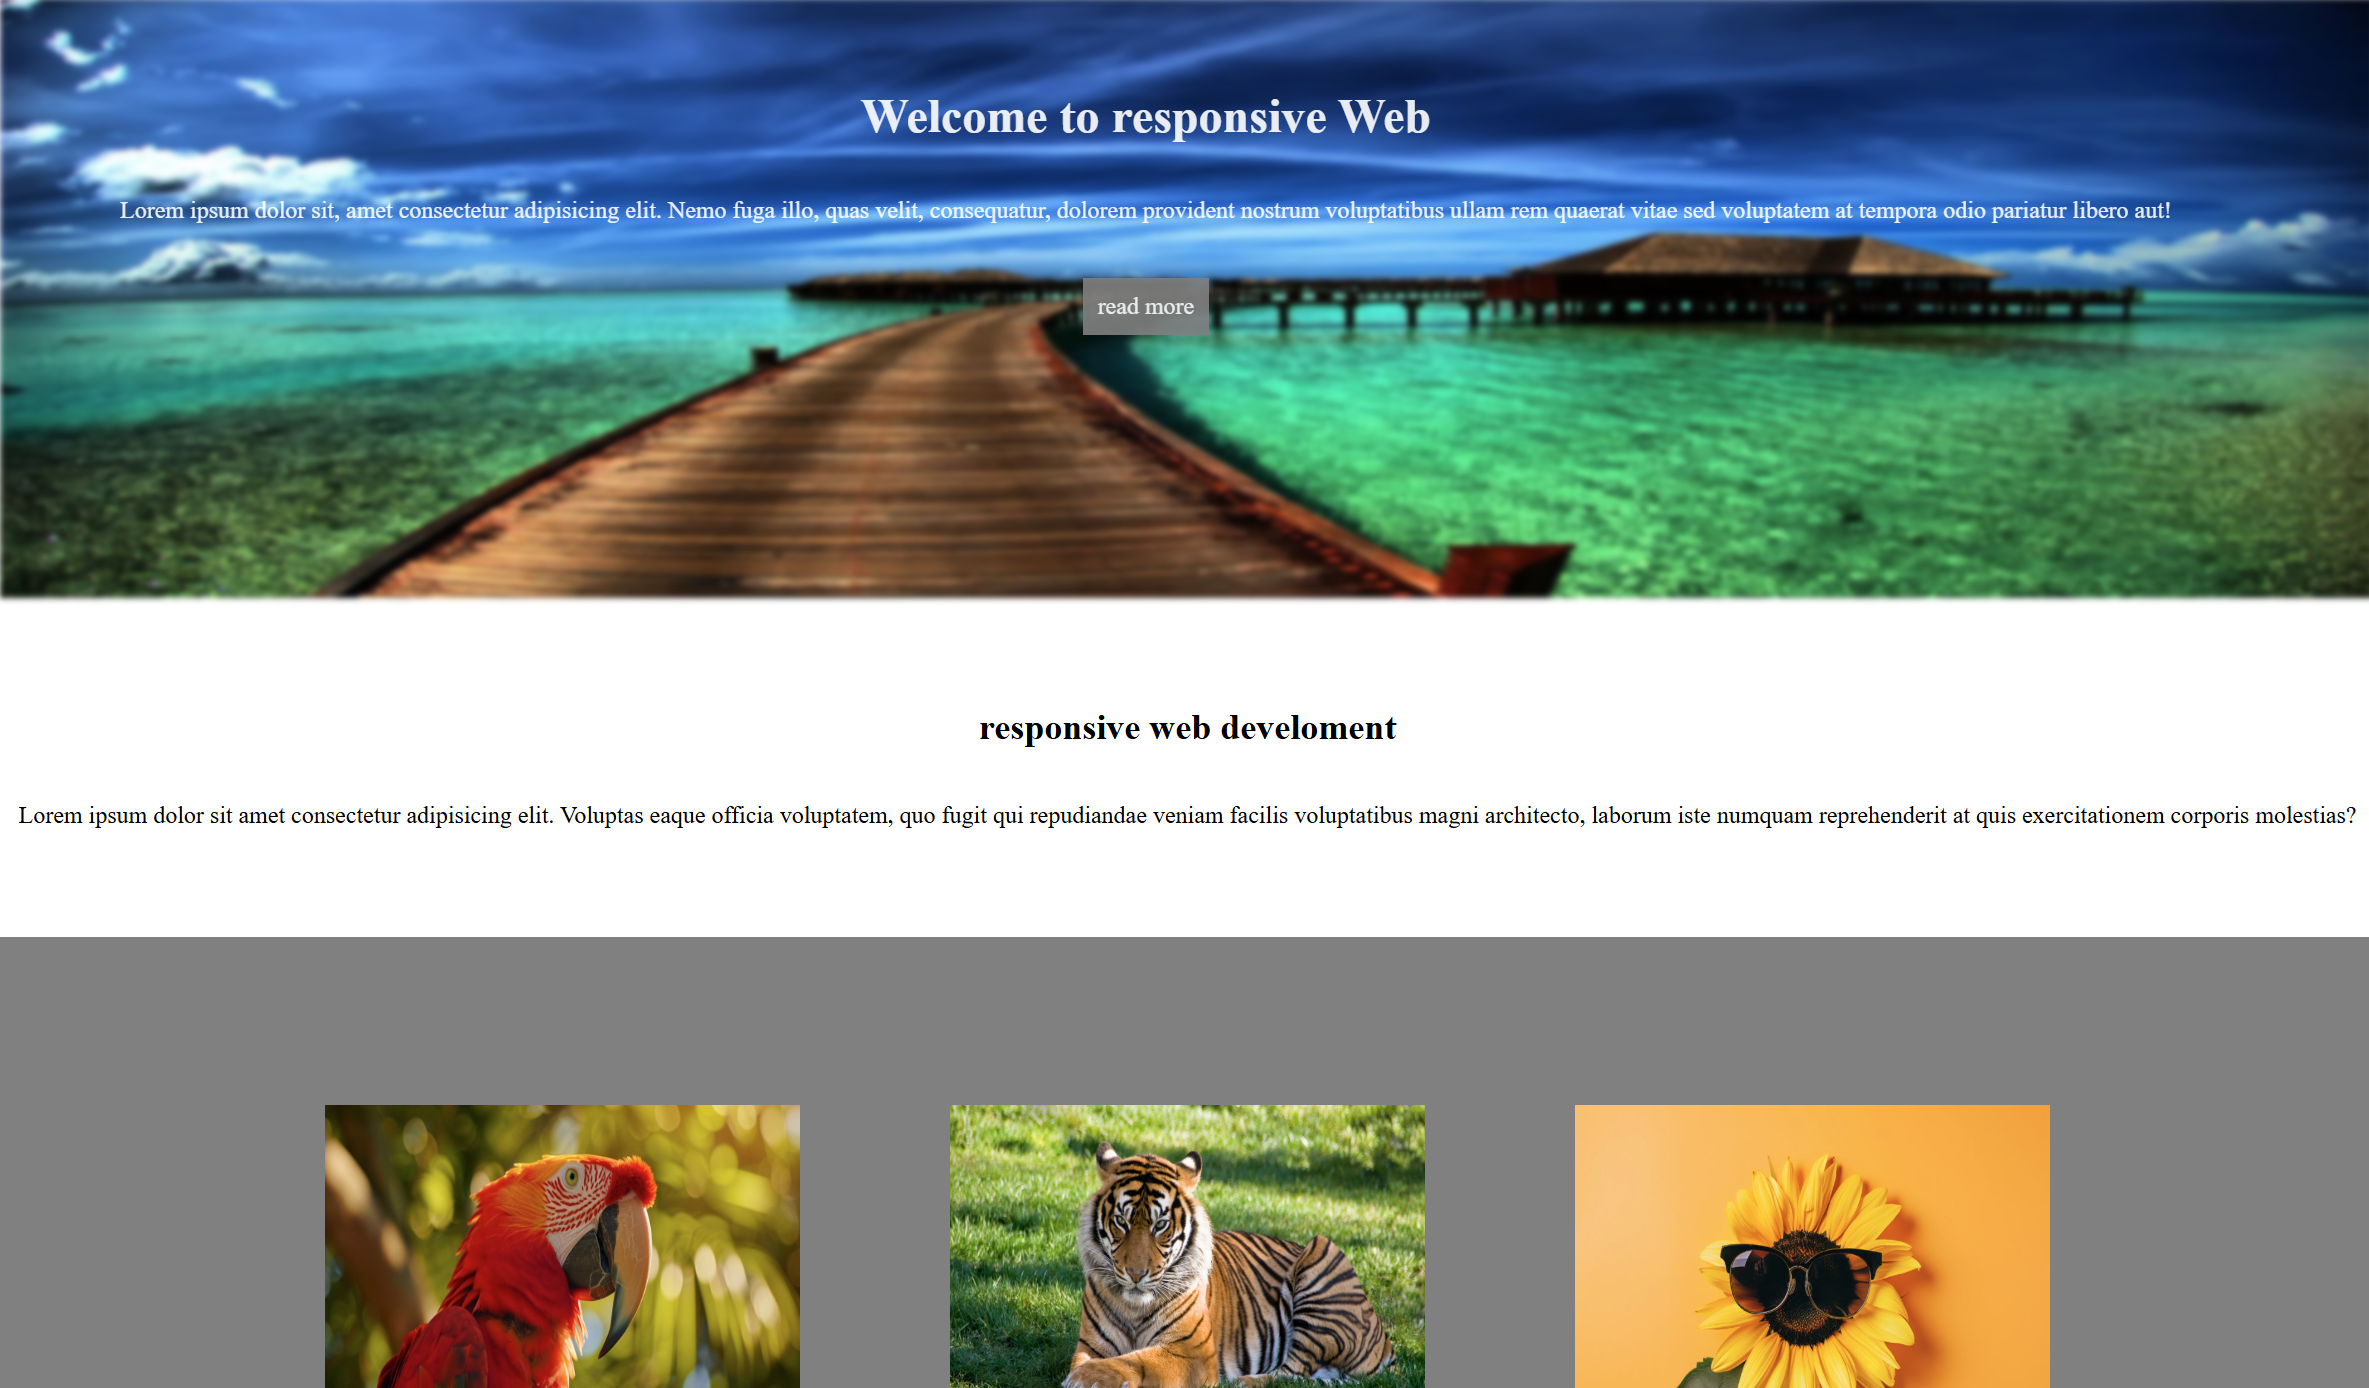 Welcome to responsive Web
Lorem ipsum dolor sit, amet consectetur adipisicing elit. Nemo fuga illo, quas velit, consequatur, dolorem provident nostrum voluptatibus ullam rem quaerat vitae sed voluptatem at tempora odio pariatur libero aut!
read more
responsive web develoment
Lorem ipsum dolor sit amet consectetur adipisicing elit. Voluptas eaque officia voluptatem, quo fugit qui repudiandae veniam facilis voluptatibus magni architecto, laborum iste numquam reprehenderit at quis exercitationem corporis molestias?